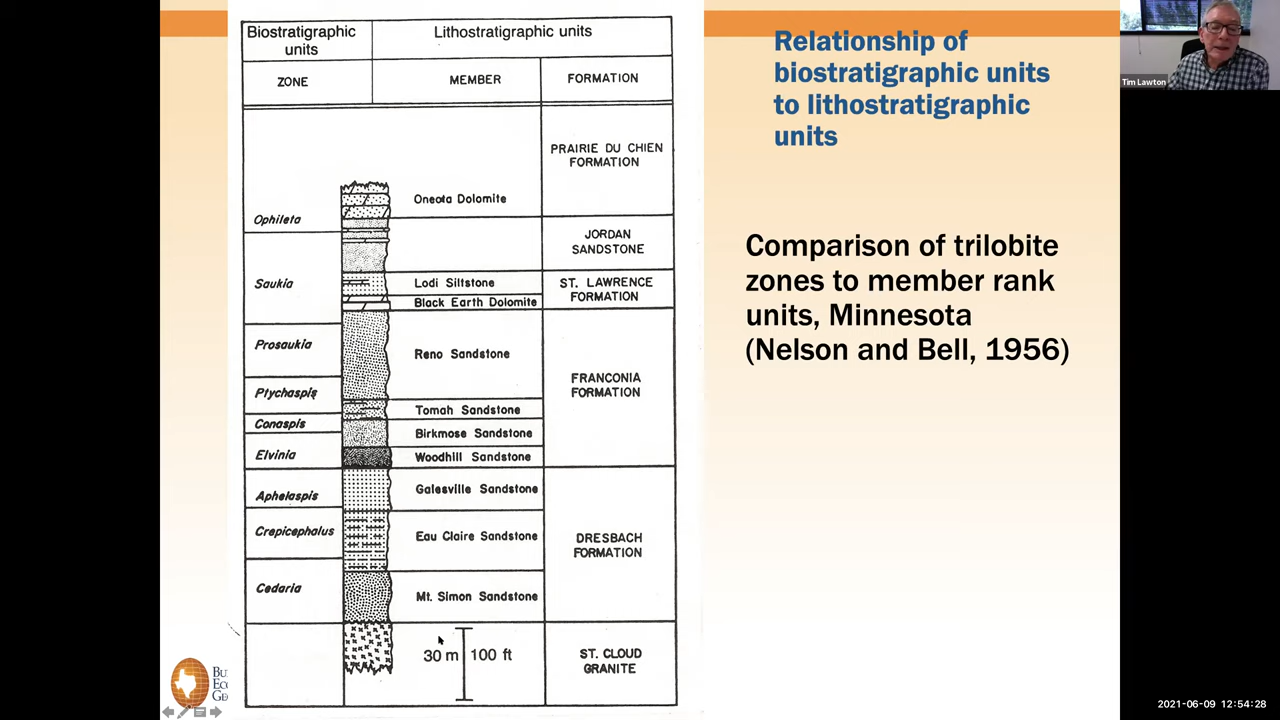 Biostratigraphic
units
Lithostratigraphic units
ZONE
MEMBER
FORMATION
PRAIRIE DU CHIEN
FORMATION
Oneota Dolomite
Ophileta
JORDAN
SANDSTONE
Saukia
Lodi Siltstone
Black Earth Dolomite
ST. LAWRENCE
FORMATION
Prosaukia
Reno Sandstone
FRANCONIA
FORMATION
Ptychaspis
Tomah Sandstone
Conaspis
Birkmose Sandstone
Elvinia
Woodhill Sandstone
Aphelaspis
Galesville Sandstone
Crepicephalus
Eau Claire Sandstone
DRESBACH
FORMATION
Cedaria
Mt. Simon Sandstone
30 m 100 ft
ST. CLOUD
GRANITE
Relationship of
biostratigraphic units
to lithostratigraphic
units
Comparison of trilobite
zones to member rank
units, Minnesota
(Nelson and Bell, 1956)
Tim Lawton
2021-06-09 12:54:28